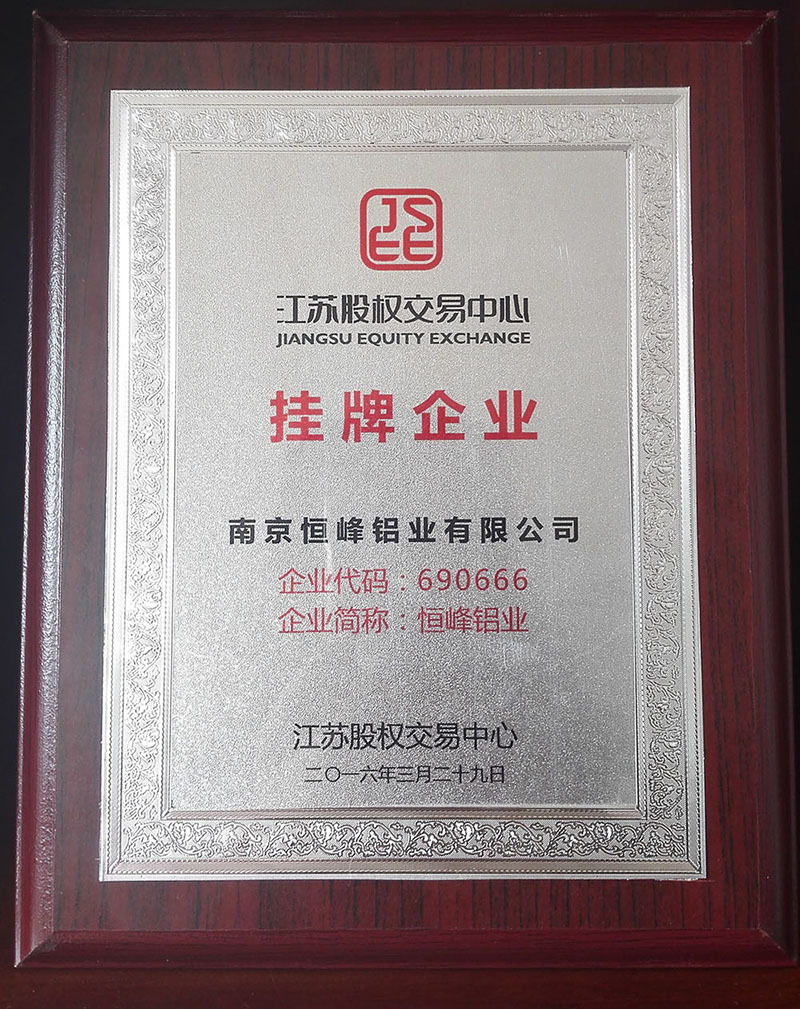 JS
EE
江苏股权交易中心
JIANGSU EQUITY EXCHANGE
挂牌企业
南京恒峰铝业有限公司
企业代码：690666
企业简称：恒峰铝业
江苏股权交易中心
二〇一六年三月二十九日